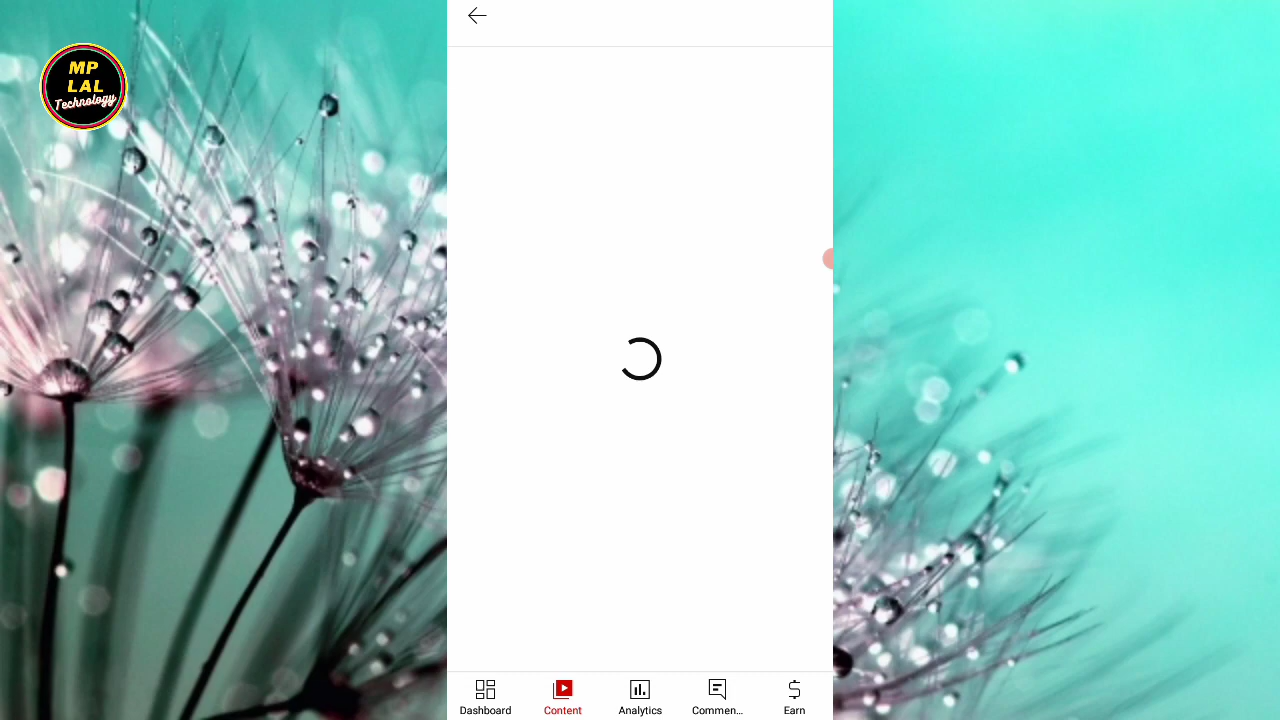 MP
LAL
Technology
Dashboard
Content
Analytics
Commen...
Earn